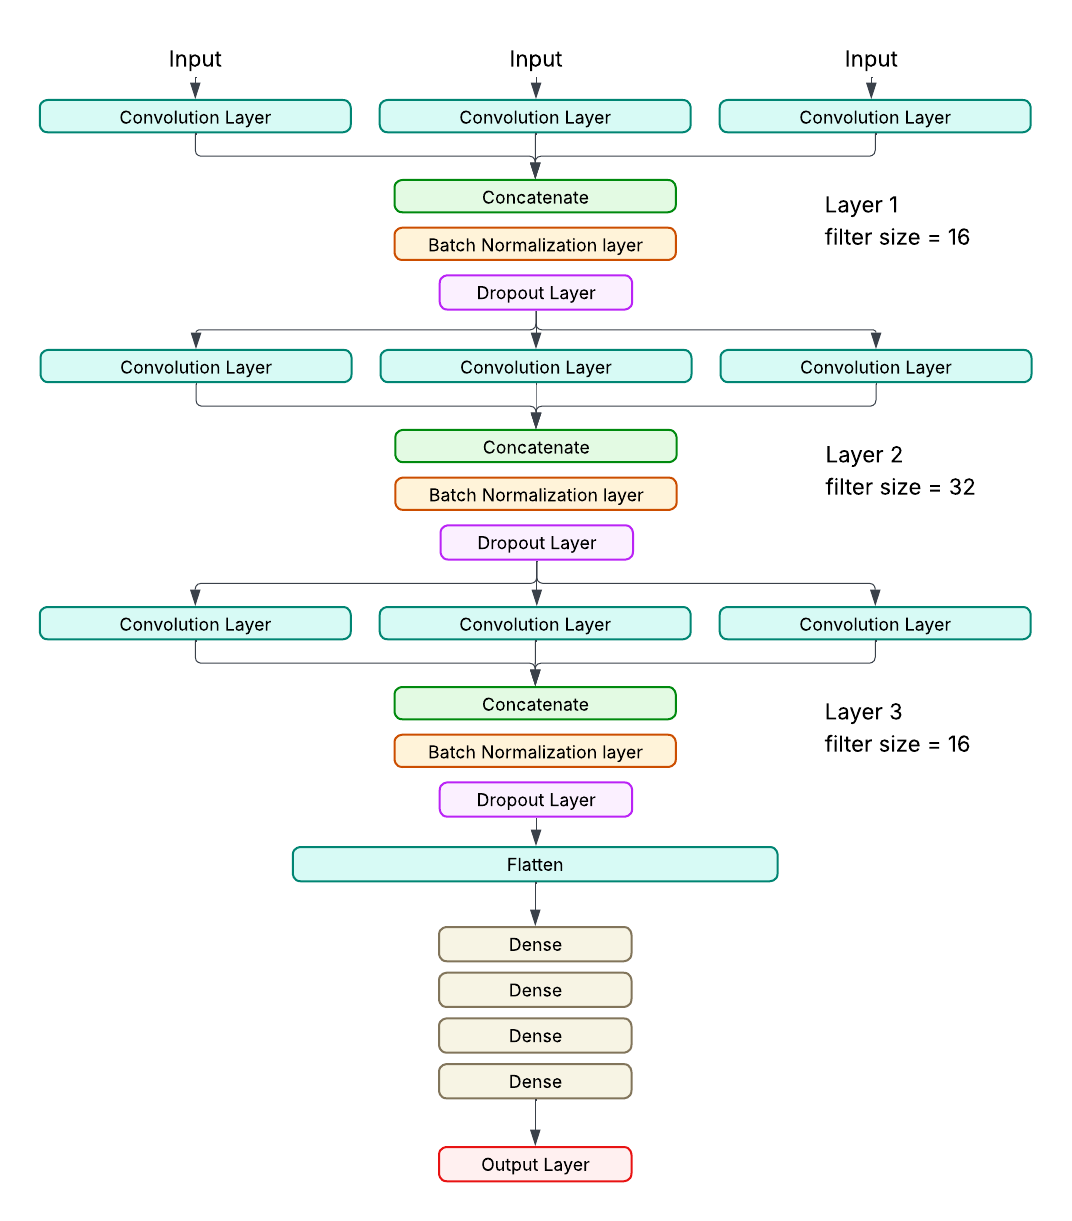 Input
Input
Input
Convolution Layer
Convolution Layer
Convolution Layer
Concatenate
Layer 1
filter size = 16
Batch Normalization layer
Dropout Layer
Convolution Layer
Convolution Layer
Convolution Layer
Concatenate
Layer 2
filter size = 32
Batch Normalization layer
Dropout Layer
Convolution Layer
Convolution Layer
Convolution Layer
Concatenate
Layer 3
filter size = 16
Batch Normalization layer
Dropout Layer
Flatten
Dense
Dense
Dense
Dense
Output Layer